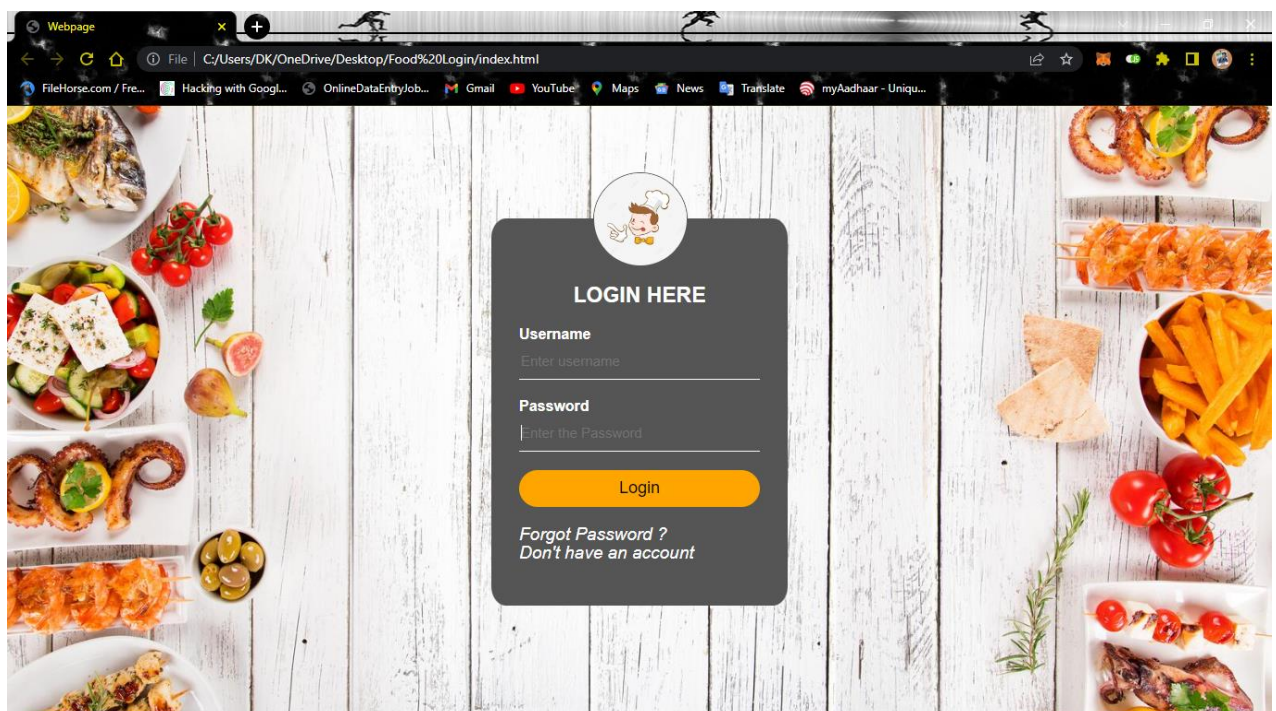 Webpage
File | C:/Users/DK/OneDrive/Desktop/Food%20Login/index.html
FileHorse.com / Fre... Hacking with Googl... OnlineDataEntryJob... Gmail YouTube Maps News Translate myAadhaar - Uniqu...
LOGIN HERE
Username
Enter username
Password
Enter the Password
Login
Forgot Password ?
Don't have an account